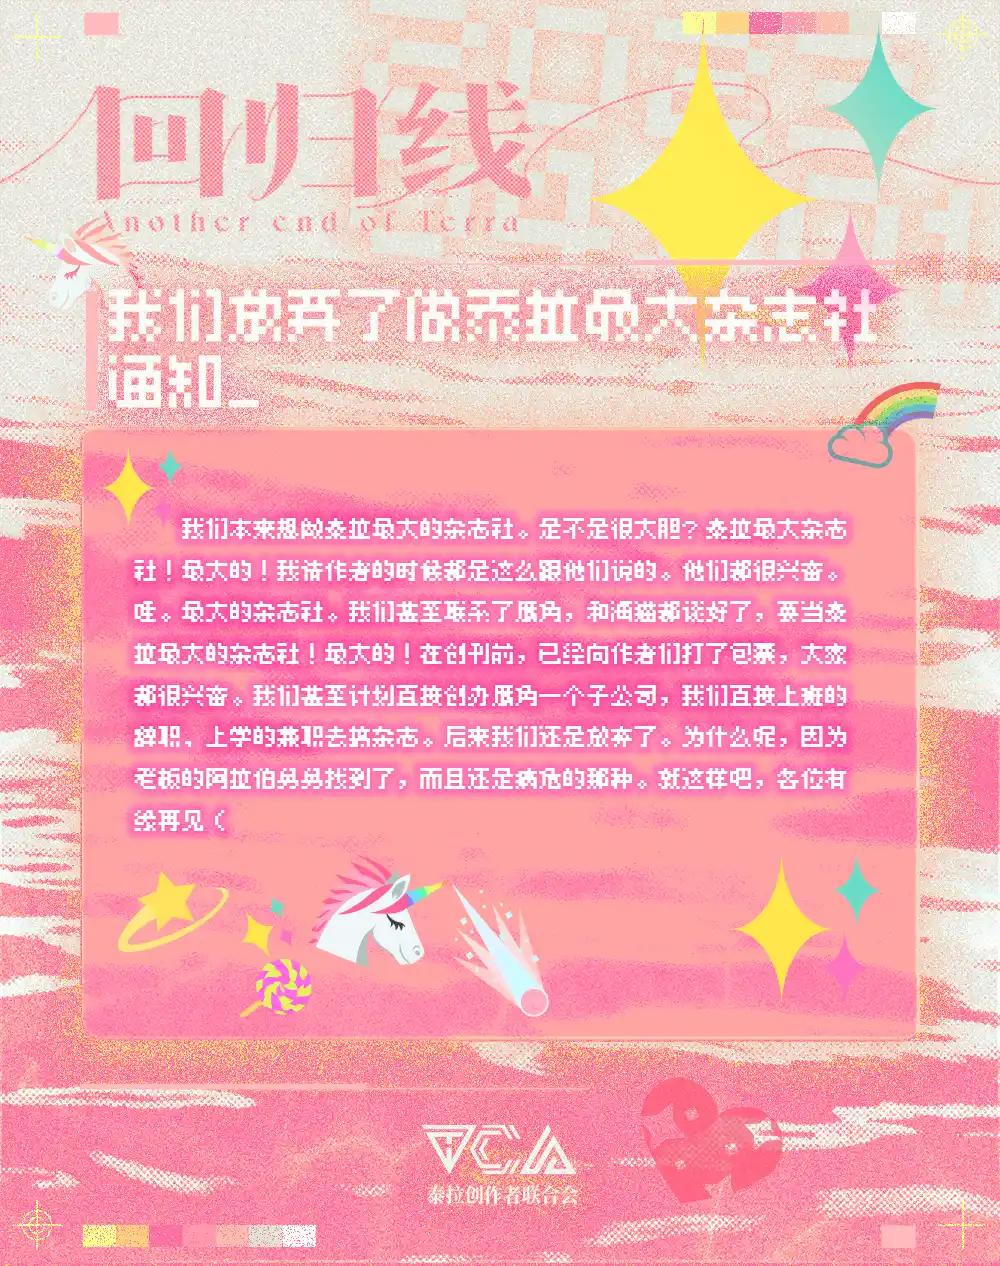 回归线
Another end of Terra
我们放弃了做泰拉最大杂志社
通知_
我们本来想做泰拉最大的杂志社。是不是很大胆？泰拉最大杂志
社！最大的！我请作者的时候都是这么跟他们说的。他们都很兴奋。
哇。最大的杂志社。我们甚至联系了鹰角，和海猫都谈好了，要当泰
拉最大的杂志社！最大的！在创刊前，已经向作者们打了包票，大家
都很兴奋。我们甚至计划直接创办鹰角一个子公司，我们直接上班的
辞职，上学的兼职去搞杂志。后来我们还是放弃了。为什么呢，因为
老板的阿拉伯舅舅找到了，而且还是病危的那种。就这样吧，各位有
缘再见（
TCA
泰拉创作者联合会